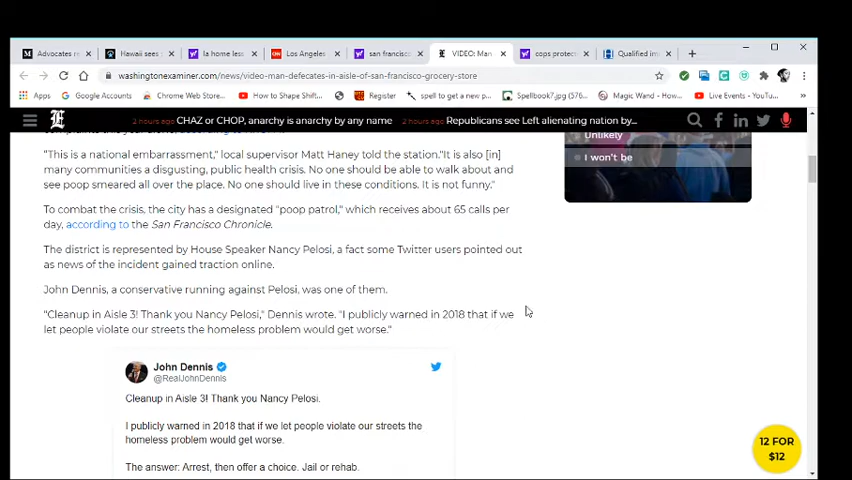 Advocates re
Hawaii sees
la home less
Los Angeles
san francisc
VIDEO: Man
cops protect
Qualified im
washingtonexaminer.com/news/video-man-defecates-in-aisle-of-san-francisco-grocery-store
Apps Google Accounts Chrome Web Store... How to Shape Shift... Register spell to get a new p... Spellbook7.jpg (576... Magic Wand - How... Live Events - YouTu...
2 hours ago CHAZ or CHOP, anarchy is anarchy by any name 2 hours ago Republicans see Left alienating nation by...
Unlikely
I won't be
"This is a national embarrassment," local supervisor Matt Haney told the station."It is also [in]
many communities a disgusting, public health crisis. No one should be able to walk about and
see poop smeared all over the place. No one should live in these conditions. It is not funny."
To combat the crisis, the city has a designated "poop patrol," which receives about 65 calls per
day, according to the San Francisco Chronicle.
The district is represented by House Speaker Nancy Pelosi, a fact some Twitter users pointed out
as news of the incident gained traction online.
John Dennis, a conservative running against Pelosi, was one of them.
"Cleanup in Aisle 3! Thank you Nancy Pelosi," Dennis wrote. "I publicly warned in 2018 that if we
let people violate our streets the homeless problem would get worse."
John Dennis
@RealJohnDennis
Cleanup in Aisle 3! Thank you Nancy Pelosi.
I publicly warned in 2018 that if we let people violate our streets the
homeless problem would get worse.
The answer: Arrest, then offer a choice. Jail or rehab.
12 FOR
$12